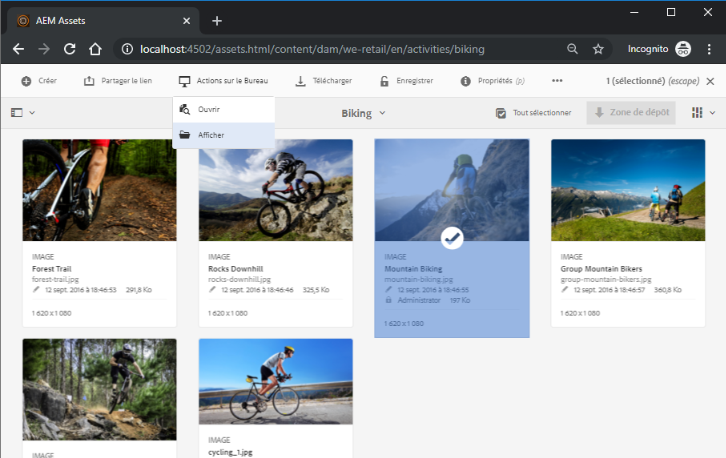 AEM Assets
localhost:4502/assets.html/content/dam/we-retail/en/activities/biking
Incognito
Créer
Partager le lien
Actions sur le Bureau
Télécharger
Enregistrer
Propriétés (p)
1 (sélectionné) (escape)
Ouvrir
Afficher
Biking
Tout sélectionner
Zone de dépôt
IMAGE
Forest Trail
forest-trail.jpg
12 sept. 2016 à 18:46:53 291,8 Ko
1 620 x 1 080
IMAGE
Rocks Downhill
rocks-downhill.jpg
12 sept. 2016 à 18:46:46 325,5 Ko
1 620 x 1 080
IMAGE
Mountain Biking
mountain-biking.jpg
12 sept. 2016 à 18:46:55
Administrator 197 Ko
1 620 x 1 080
IMAGE
Group Mountain Bikers
group-mountain-bikers.jpg
12 sept. 2016 à 18:46:57 360,8 Ko
1 620 x 1 080
IMAGE
IMAGE
cycling_1.jpg